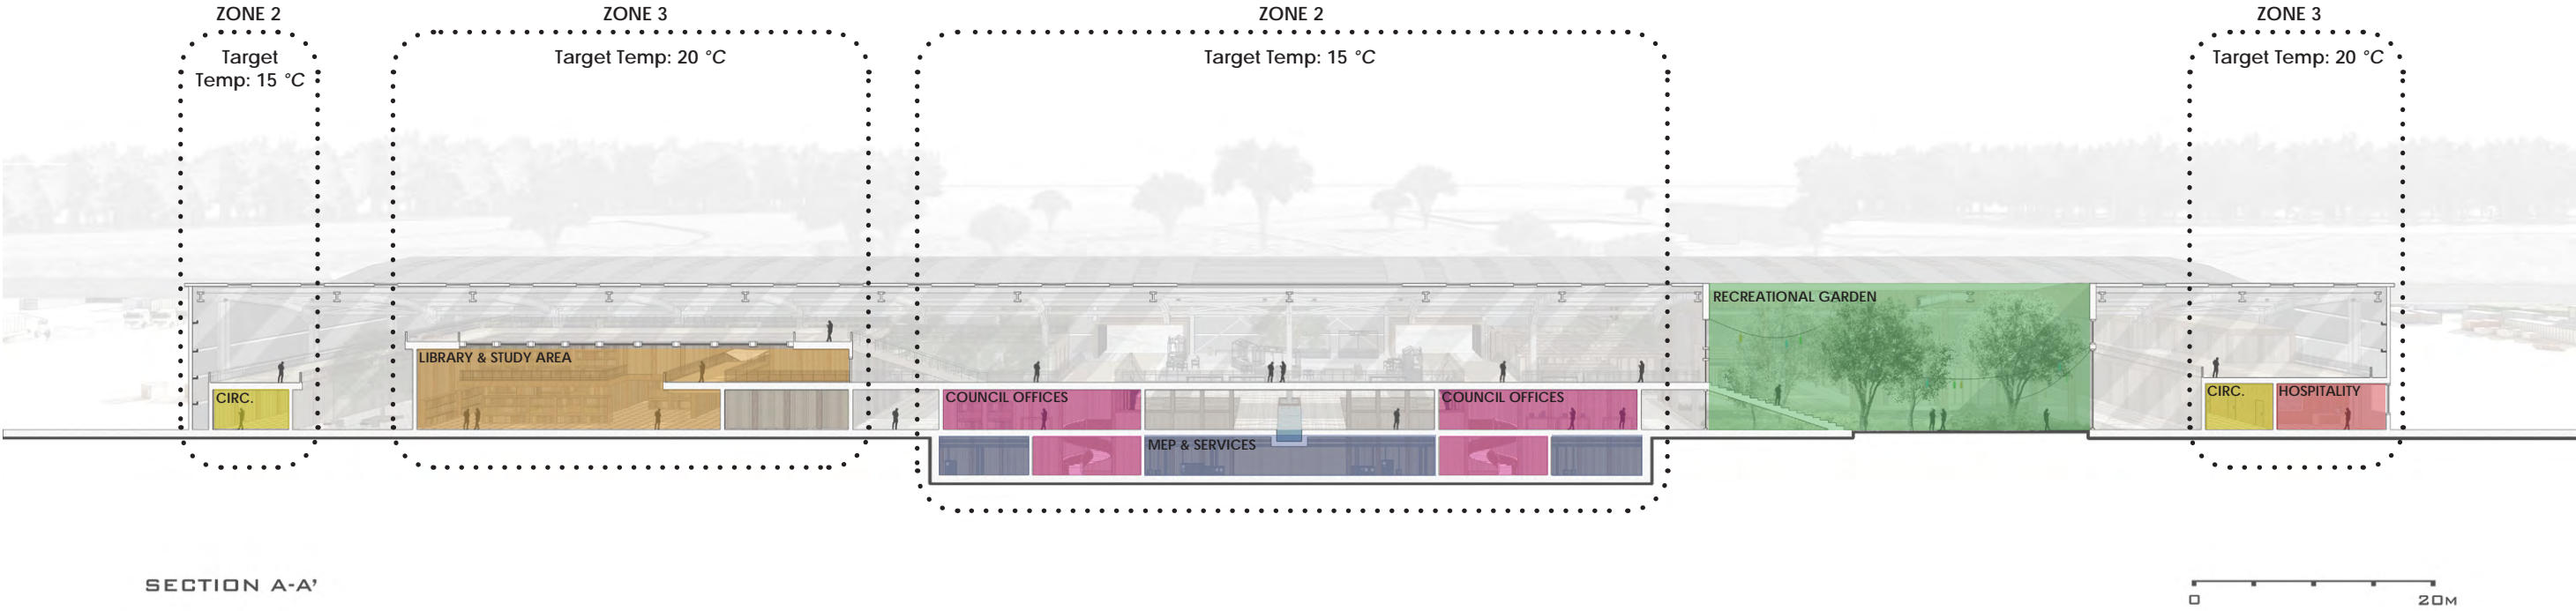 ZONE 2
ZONE 3
ZONE 2
ZONE 3
Target
Temp: 15 °C
Target Temp: 20 °C
Target Temp: 15 °C
Target Temp: 20 °C
RECREATIONAL GARDEN
LIBRARY & STUDY AREA
CIRC.
COUNCIL OFFICES
COUNCIL OFFICES
CIRC.
HOSPITALITY
MEP & SERVICES
SECTION A-A'
0
20M